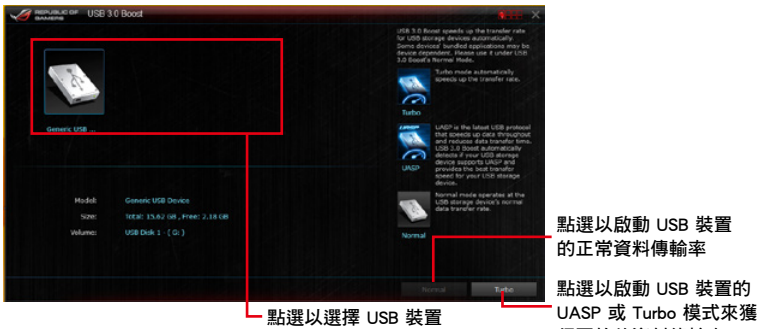 REPUBLIC OF
GAMERS
USB 3.0 Boost
USB 3.0 Boost speeds up the transfer rate
for USB storage devices automatically.
Some devices' bundled applications may be
device dependent. Please use it under USB
3.0 Boost's Normal Mode.
Generic USB ...
Turbo mode automatically
speeds up the transfer rate.
Turbo
UASP is the latest USB protocol
that speeds up data throughout
and reduces data transfer time.
USB 3.0 Boost automatically
detects if your USB storage
device supports UASP and
provides the best transfer
speed for your USB storage
device.
UASP
Normal mode operates at the
USB storage device's normal
data transfer rate.
Normal
Model: Generic USB Device
Size: Total: 15.62 GB , Free: 2.18 GB
Volume: USB Disk 1 - ( G: )
Normal
Turbo
點選以啟動 USB 裝置
的正常資料傳輸率
點選以選擇 USB 裝置
點選以啟動 USB 裝置的
UASP 或 Turbo 模式來獲